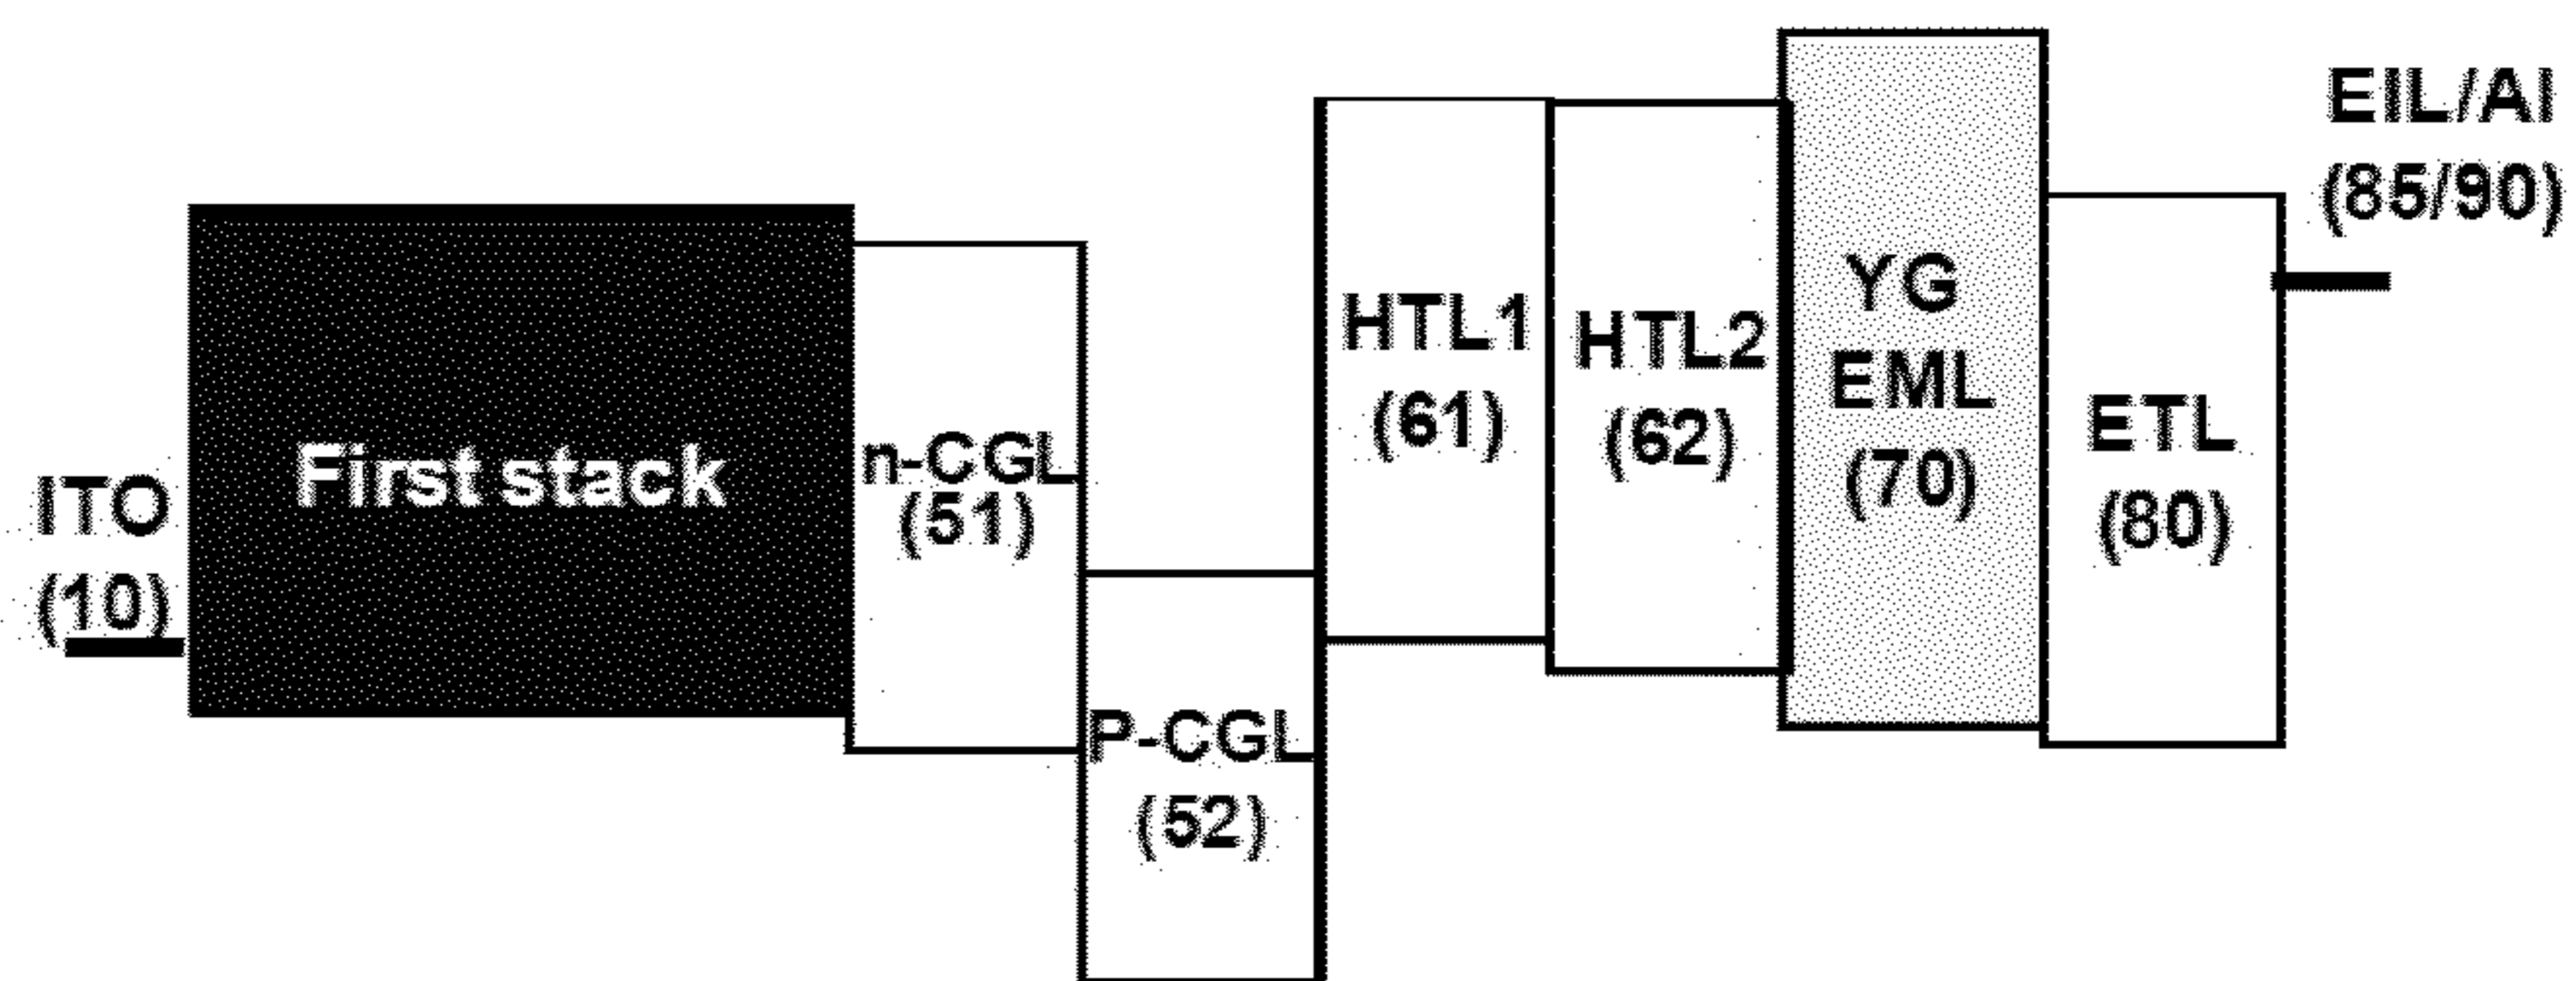 ITO
(10)
First stack
n-CGL
(51)
P-CGL
(52)
HTL1
(61)
HTL2
(62)
YG
EML
(70)
ETL
(80)
EIL/Al
(85/90)